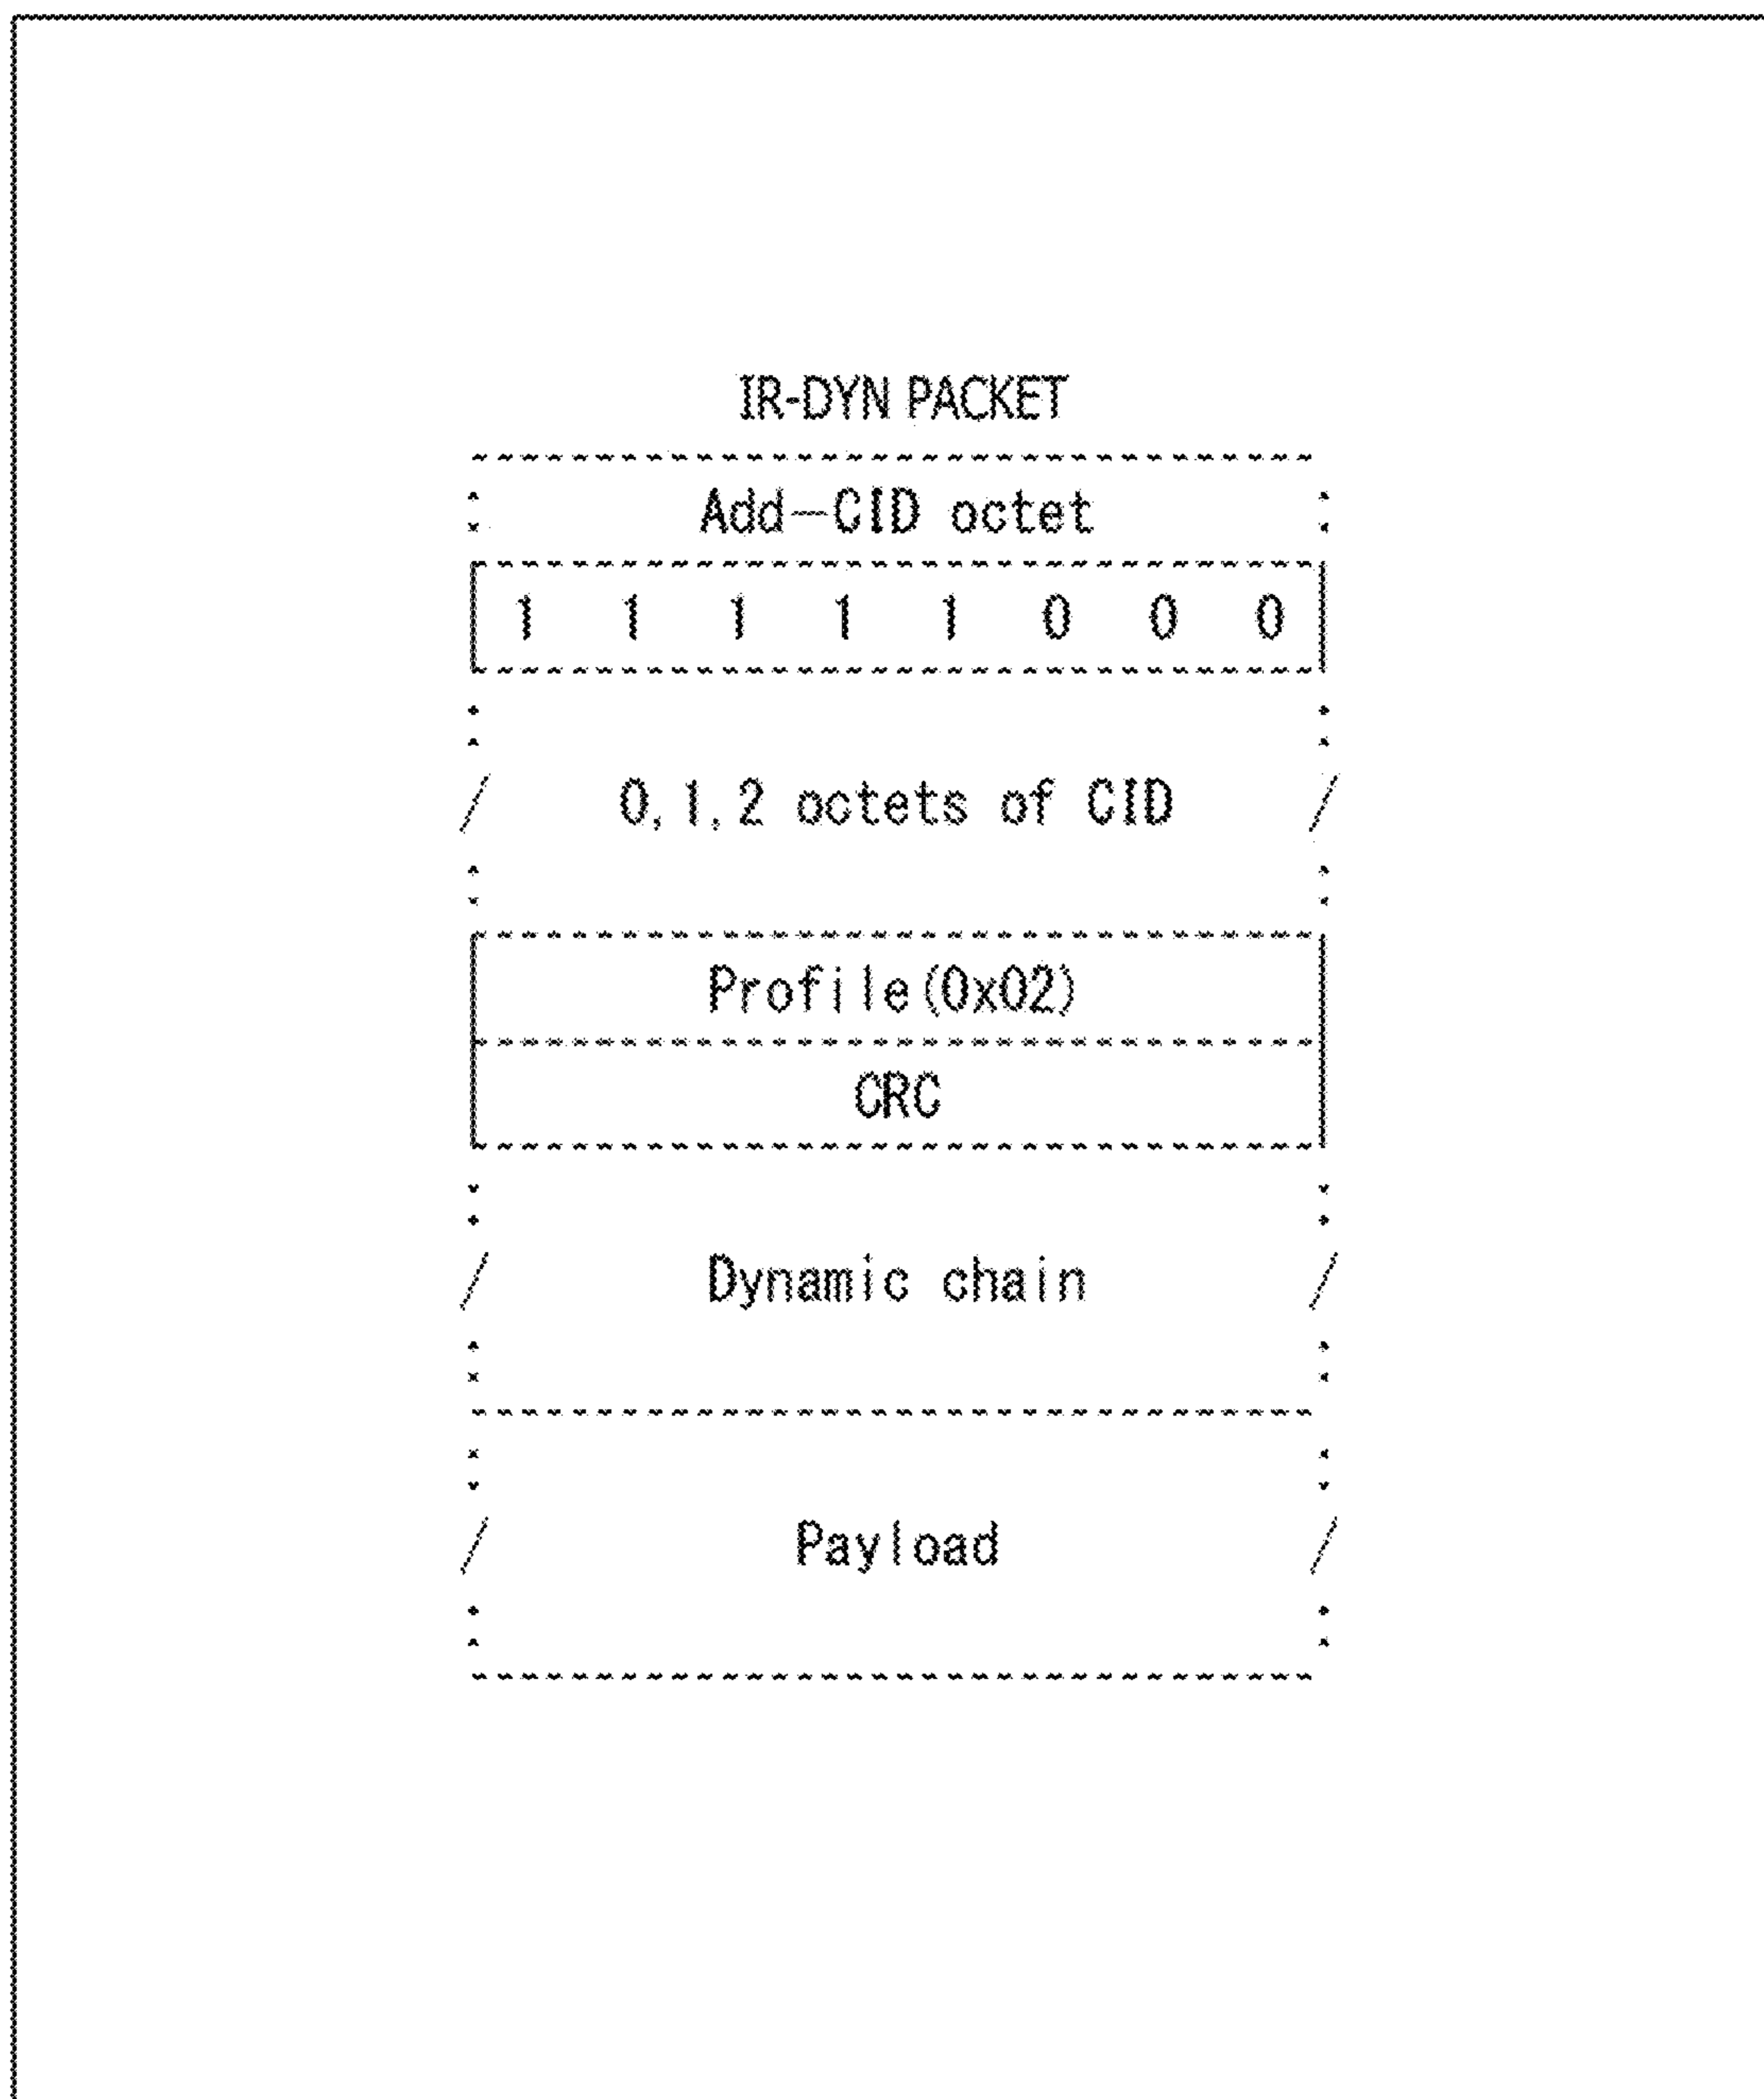 IR-DYN PACKET
Add-CID octet
1 1 1 1 1 0 0 0
0,1,2 octets of CID
Profile(0x02)
CRC
Dynamic chain
Payload